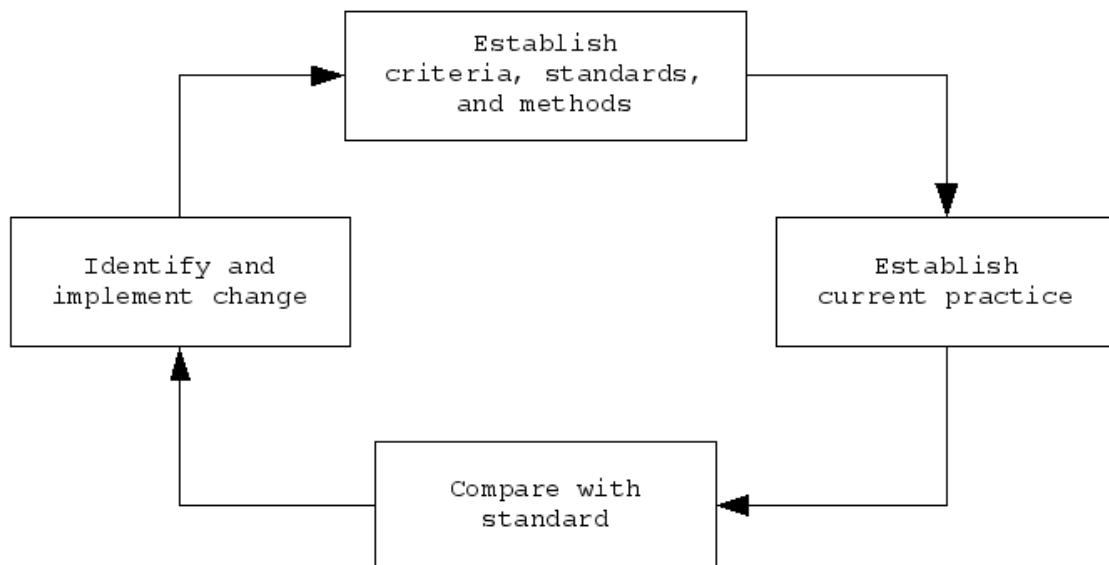 Establish
criteria, standards,
and methods
Identify and
implement change
Establish
current practice
Compare with
standard